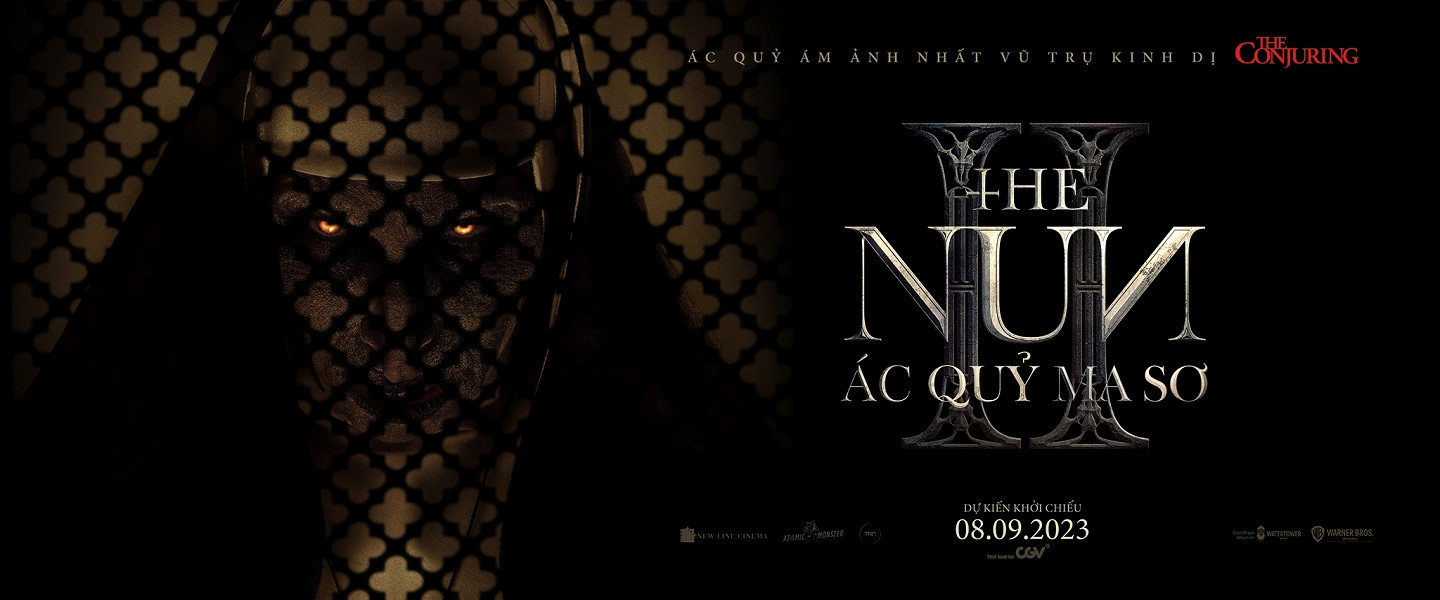 ÁC QUỶ ÁM ẢNH NHẤT VŨ TRỤ KINH DỊ THE CONJURING
THE
NUN
II
ÁC QUỶ MA SƠ
DỰ KIẾN KHỞI CHIẾU
08.09.2023
CGV
NEW LINE CINEMA
ATOMIC MONSTER
WATERTOWER
WARNER BROS.